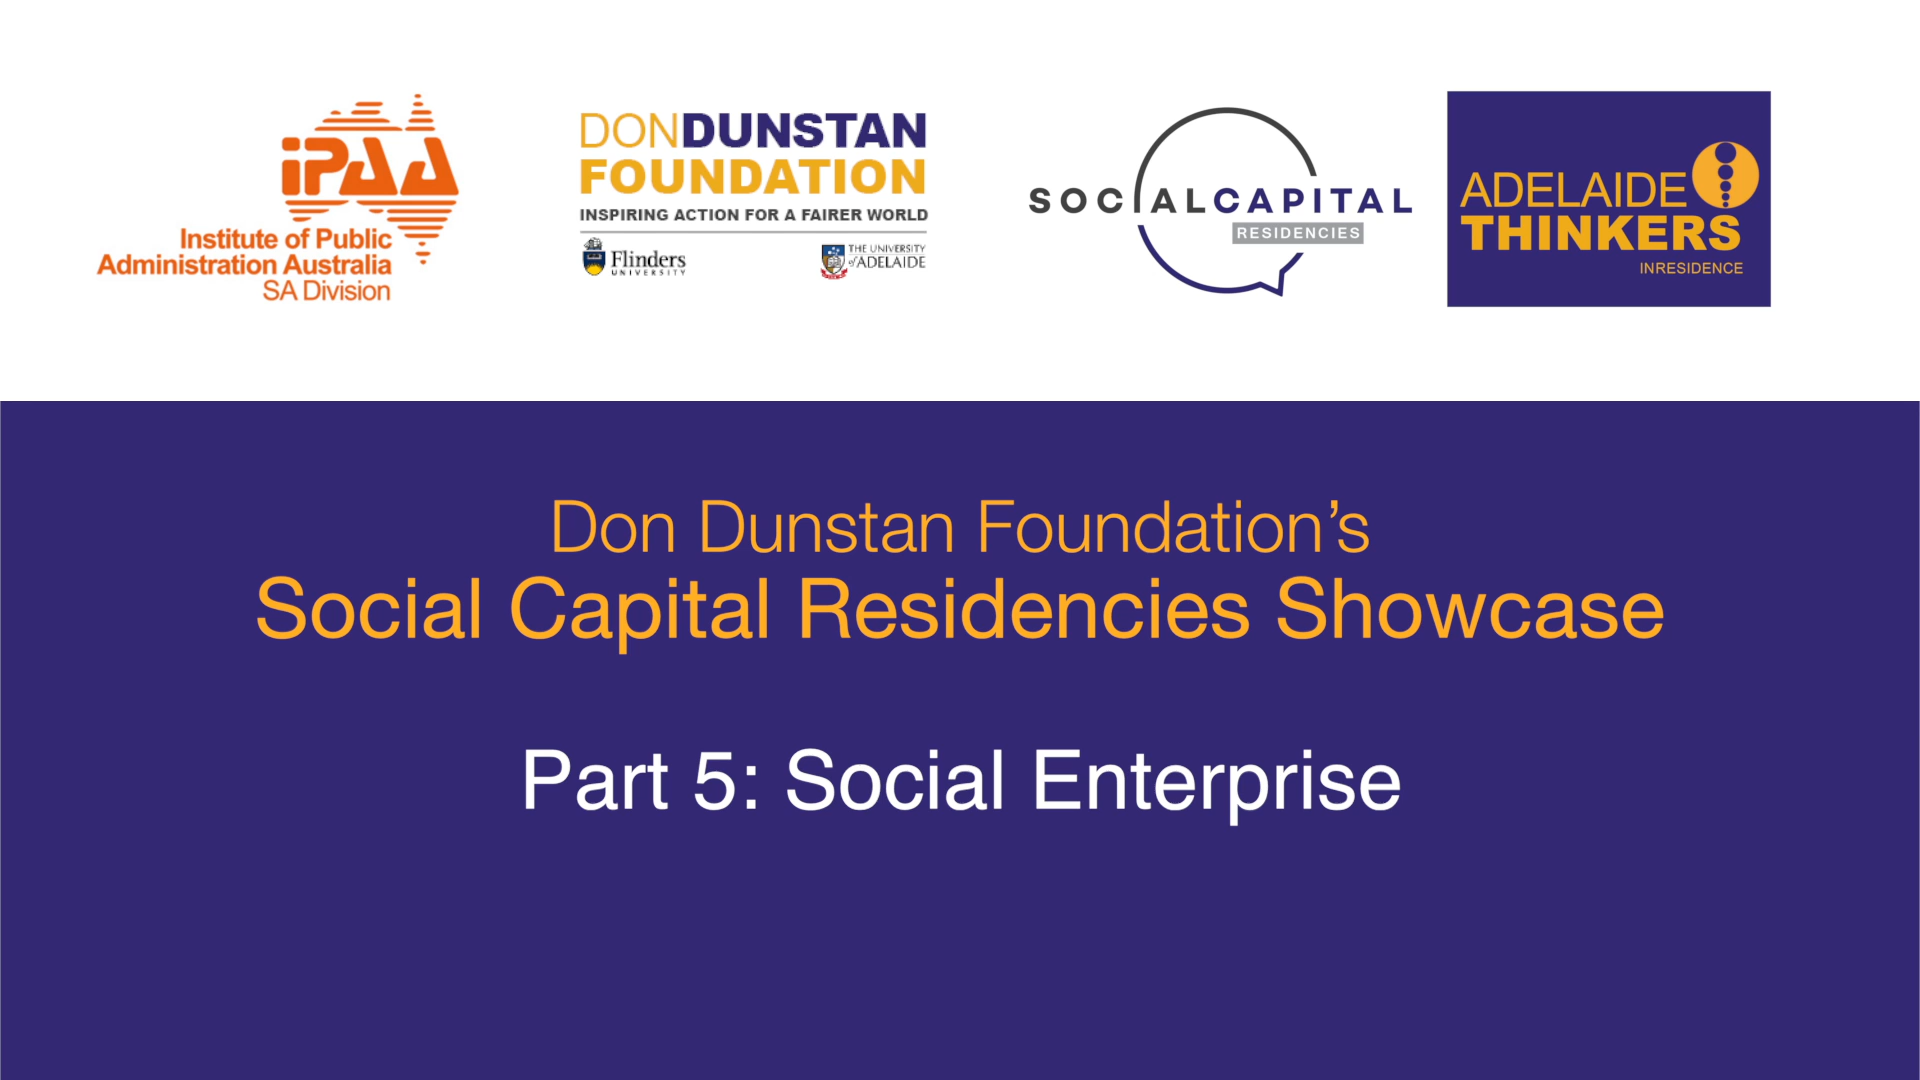 iPAA
Institute of Public
Administration Australia
SA Division
DONDUNSTAN
FOUNDATION
INSPIRING ACTION FOR A FAIRER WORLD
Flinders
UNIVERSITY
THE UNIVERSITY
of ADELAIDE
SOCIALCAPITAL
RESIDENCIES
ADELAIDE
THINKERS
INRESIDENCE
Don Dunstan Foundation’s
Social Capital Residencies Showcase
Part 5: Social Enterprise